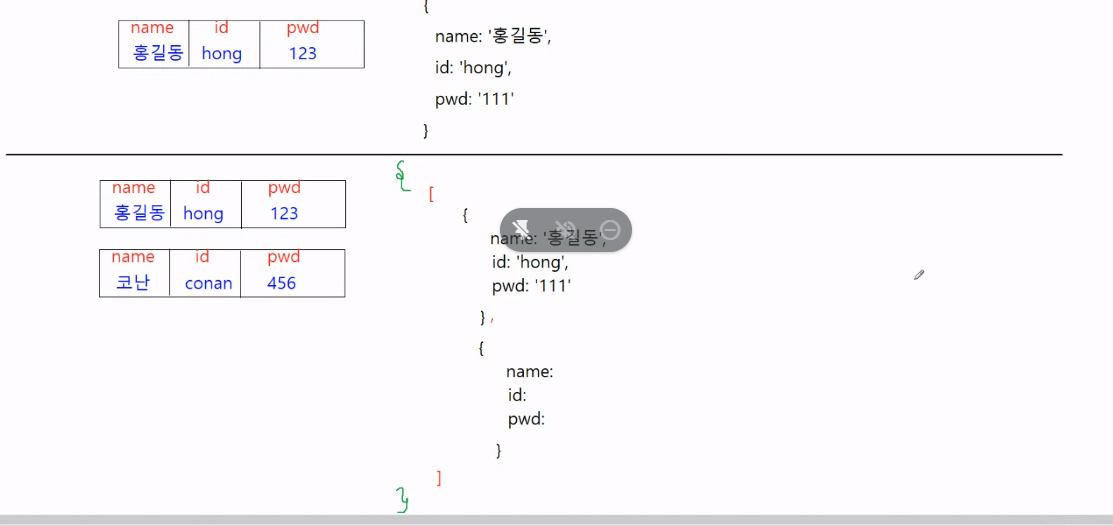 name id pwd
홍길동 hong 123
{
name: '홍길동',
id: 'hong',
pwd: '111'
}
name id pwd
홍길동 hong 123
name id pwd
코난 conan 456
{
[
{
name: '홍길동',
id: 'hong',
pwd: '111'
},
{
name:
id:
pwd:
}
]
}